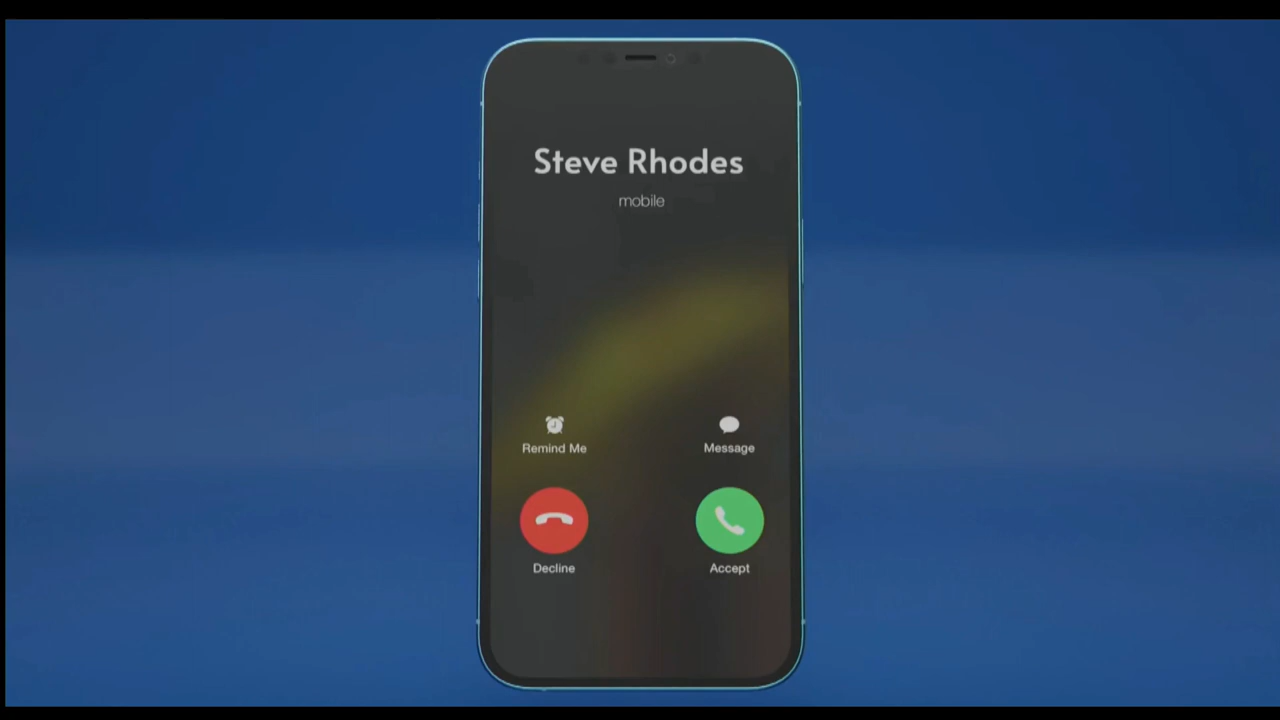 Steve Rhodes
mobile
Remind Me
Message
Decline
Accept